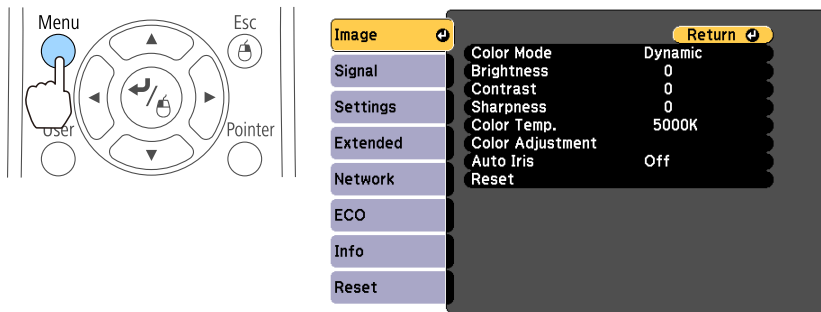 Menu
Esc
User
Pointer
Image
Signal
Settings
Extended
Network
ECO
Info
Reset
Return
Color Mode Dynamic
Brightness 0
Contrast 0
Sharpness 0
Color Temp. 5000K
Color Adjustment
Auto Iris Off
Reset